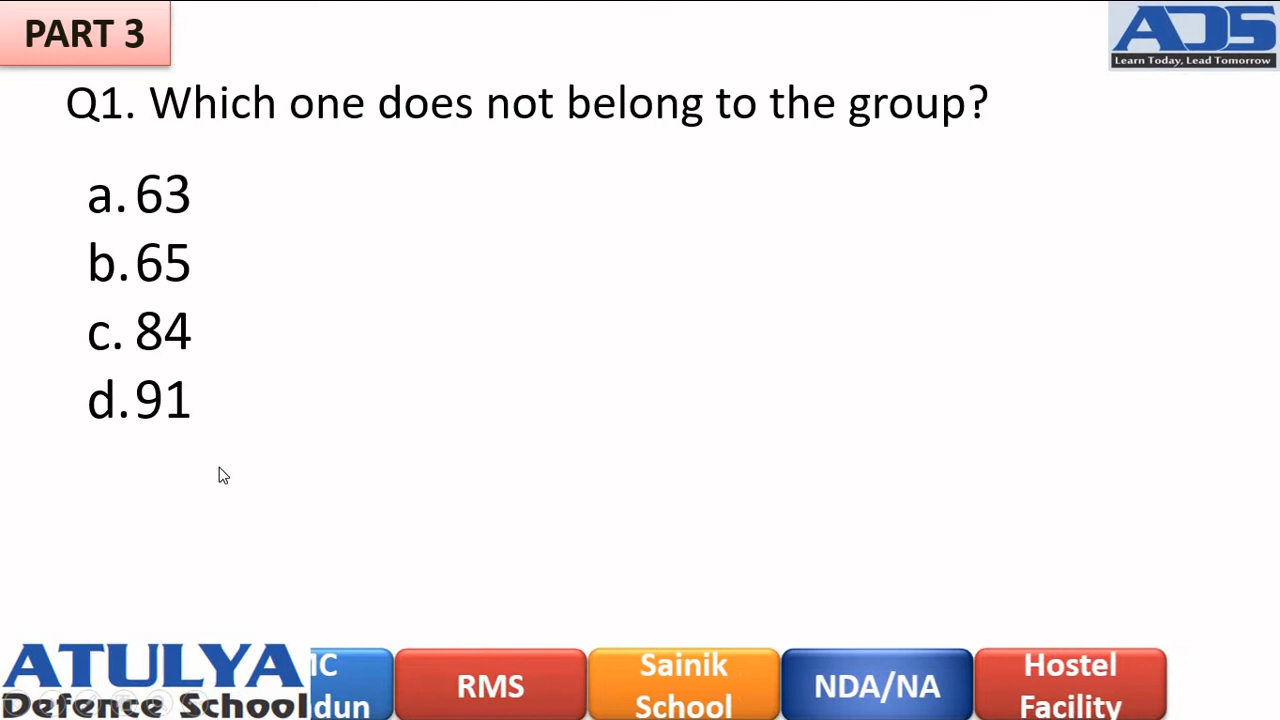 PART 3
ADS
Learn Today, Lead Tomorrow
Q1. Which one does not belong to the group?
a. 63
b. 65
c. 84
d. 91
ATULYA
Defence School
IC
dun
RMS
Sainik
School
NDA/NA
Hostel
Facility